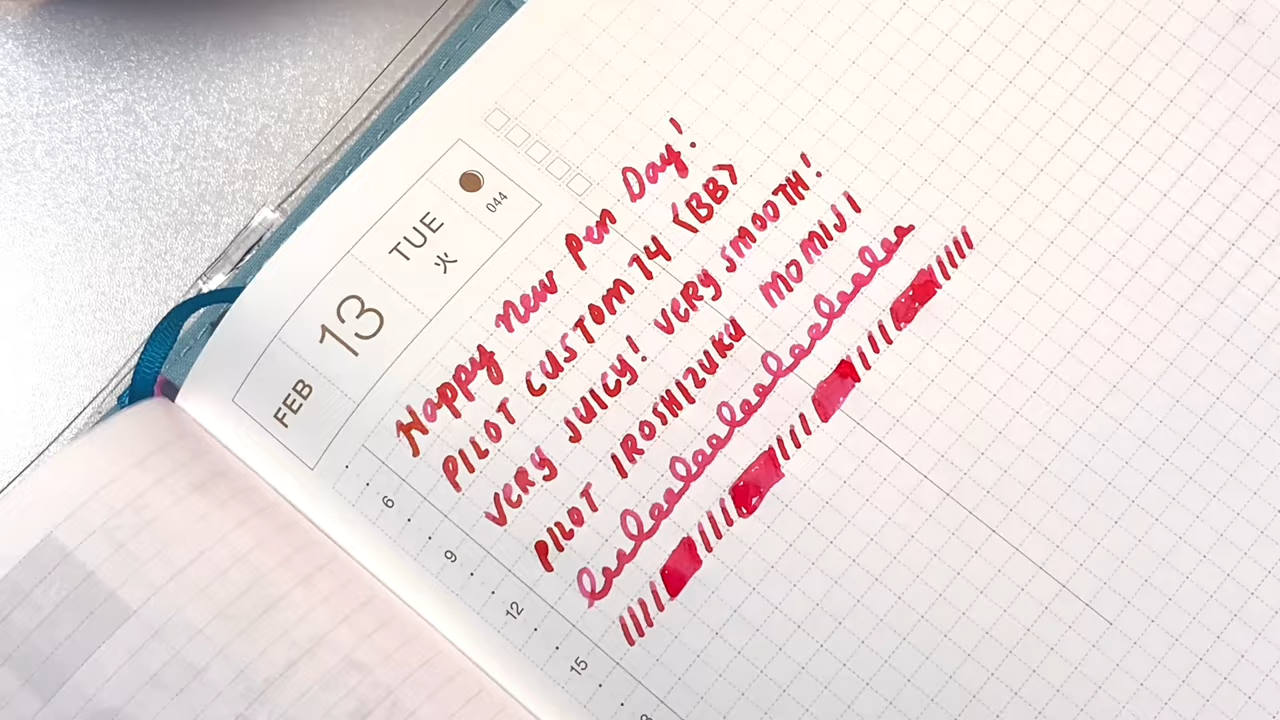 FEB 13 TUE
火
044
Happy New Pen Day!
PILOT CUSTOM 74 <BB>
VERY JUICY! VERY SMOOTH!
PILOT IROSHIZUKU MOMIJI
6
9
12
15